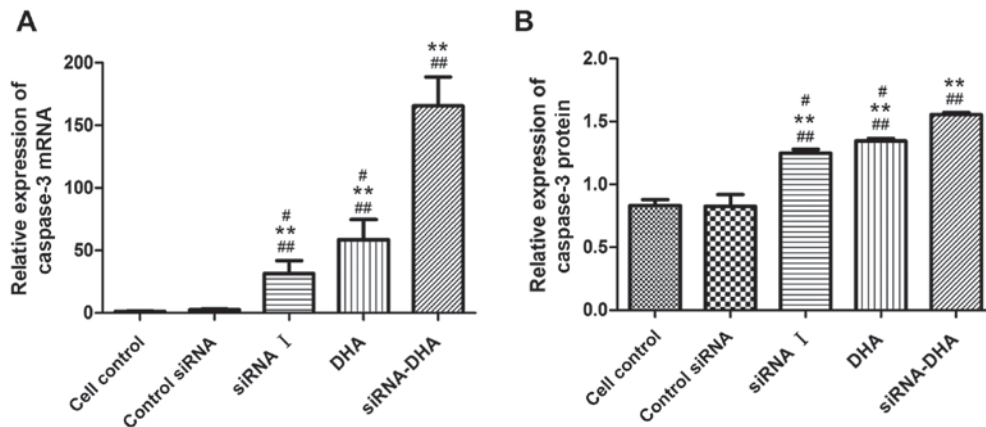 A
Relative expression of
caspase-3 mRNA
200
150
100
50
0
#
**
##
#
**
##
**
##
Cell control
Control siRNA
siRNA Ⅰ
DHA
siRNA-DHA
B
Relative expression of
caspase-3 protein
2.0
1.5
1.0
0.5
0.0
#
**
##
#
**
##
**
##
Cell control
Control siRNA
siRNA Ⅰ
DHA
siRNA-DHA